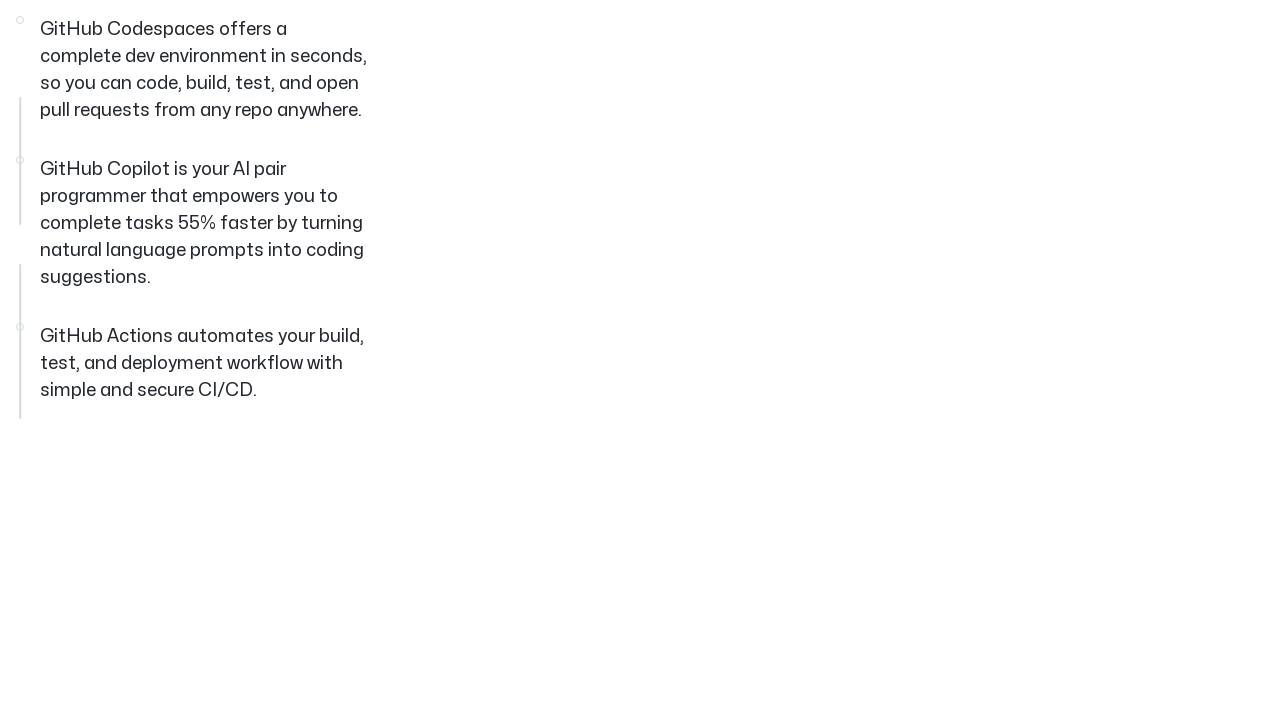 GitHub Codespaces offers a
complete dev environment in seconds,
so you can code, build, test, and open
pull requests from any repo anywhere.
GitHub Copilot is your AI pair
programmer that empowers you to
complete tasks 55% faster by turning
natural language prompts into coding
suggestions.
GitHub Actions automates your build,
test, and deployment workflow with
simple and secure CI/CD.